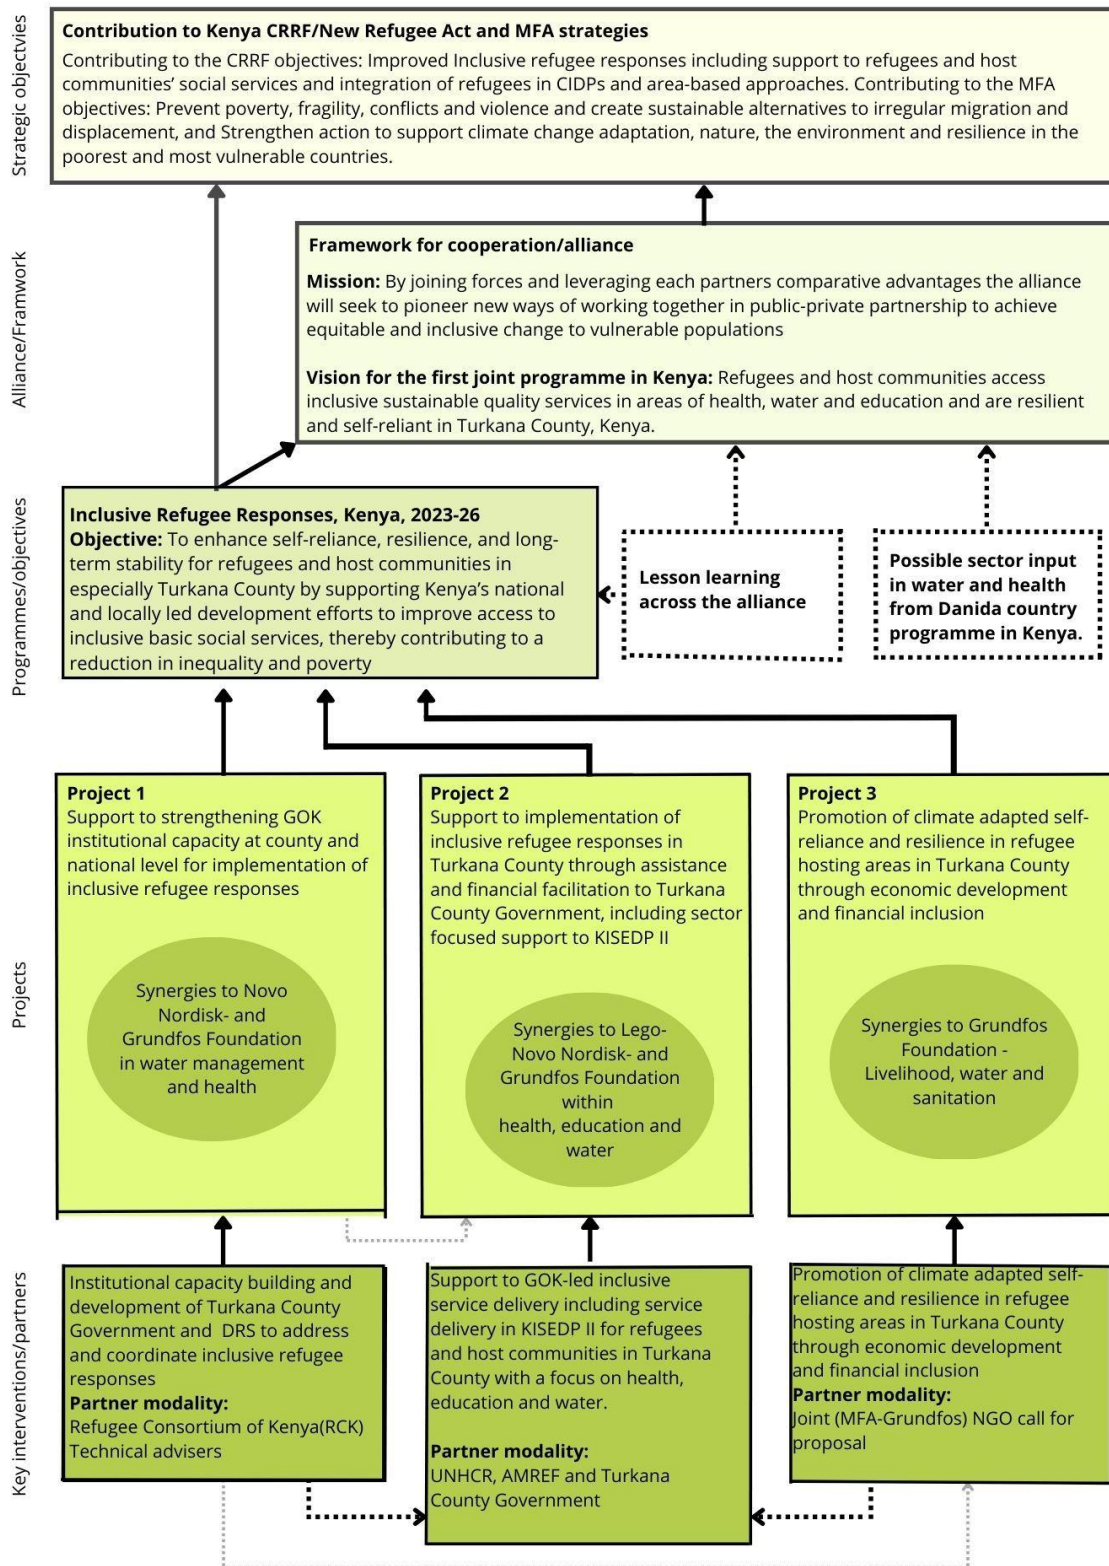 Strategic objectvies
Contribution to Kenya CRRF/New Refugee Act and MFA strategies
Contributing to the CRRF objectives: Improved Inclusive refugee responses including support to refugees and host
communities’ social services and integration of refugees in CIDPs and area-based approaches. Contributing to the MFA
objectives: Prevent poverty, fragility, conflicts and violence and create sustainable alternatives to irregular migration and
displacement, and Strengthen action to support climate change adaptation, nature, the environment and resilience in the
poorest and most vulnerable countries.
Alliance/Framwork
Framework for cooperation/alliance
Mission: By joining forces and leveraging each partners comparative advantages the alliance
will seek to pioneer new ways of working together in public-private partnership to achieve
equitable and inclusive change to vulnerable populations
Vision for the first joint programme in Kenya: Refugees and host communities access
inclusive sustainable quality services in areas of health, water and education and are resilient
and self-reliant in Turkana County, Kenya.
Programmes/objectives
Inclusive Refugee Responses, Kenya, 2023-26
Objective: To enhance self-reliance, resilience, and long-
term stability for refugees and host communities in
especially Turkana County by supporting Kenya’s national
and locally led development efforts to improve access to
inclusive basic social services, thereby contributing to a
reduction in inequality and poverty
Lesson learning
across the alliance
Possible sector input
in water and health
from Danida country
programme in Kenya.
Projects
Project 1
Support to strengthening GOK
institutional capacity at county and
national level for implementation of
inclusive refugee responses
Synergies to Novo
Nordisk- and
Grundfos Foundation
in water management
and health
Project 2
Support to implementation of
inclusive refugee responses in
Turkana County through assistance
and financial facilitation to Turkana
County Government, including sector
focused support to KISEDP II
Synergies to Lego-
Novo Nordisk- and
Grundfos Foundation
within
health, education and
water
Project 3
Promotion of climate adapted self-
reliance and resilience in refugee
hosting areas in Turkana County
through economic development
and financial inclusion
Synergies to Grundfos
Foundation -
Livelihood, water and
sanitation
Key interventions/partners
Institutional capacity building and
development of Turkana County
Government and DRS to address
and coordinate inclusive refugee
responses
Partner modality:
Refugee Consortium of Kenya(RCK)
Technical advisers
Support to GOK-led inclusive
service delivery including service
delivery in KISEDP II for refugees
and host communities in Turkana
County with a focus on health,
education and water.
Partner modality:
UNHCR, AMREF and Turkana
County Government
Promotion of climate adapted self-
reliance and resilience in refugee
hosting areas in Turkana County
through economic development
and financial inclusion
Partner modality:
Joint (MFA-Grundfos) NGO call for
proposal